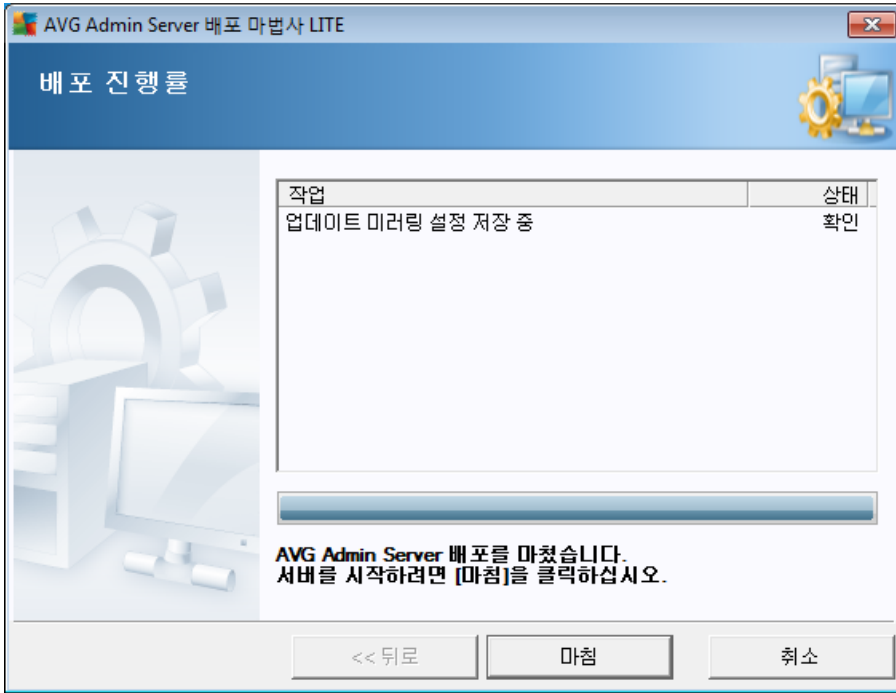 AVG Admin Server 배포 마법사 LITE
배포 진행률
작업 상태
업데이트 미러링 설정 저장 중 확인
AVG Admin Server 배포를 마쳤습니다.
서버를 시작하려면 [마침]을 클릭하십시오.
<< 뒤로 마침 취소